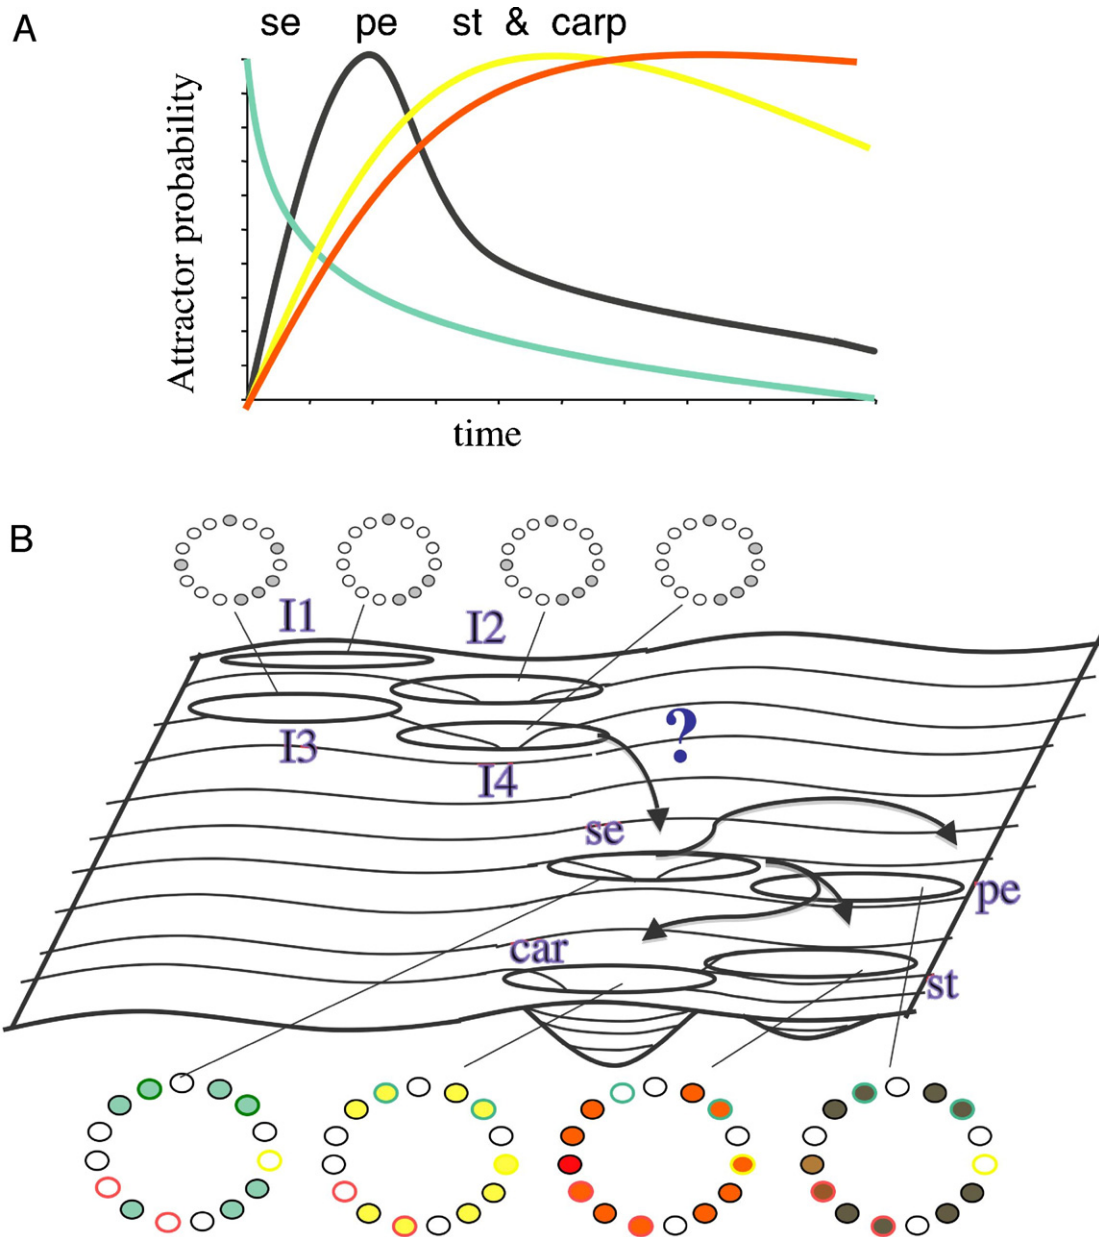 A
se pe st & carp
Attractor probability
time
B
I1
I2
I3
I4
?
se
pe
car
st